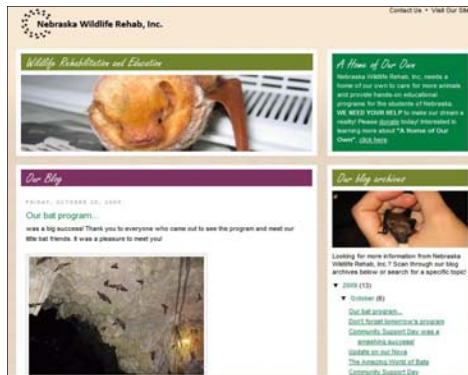 Nebraska Wildlife Rehab, Inc.
Contact Us • Visit Our Sit
Wildlife Rehabilitation and Education
A Home of Our Own
Nebraska Wildlife Rehab, Inc. needs a
home of our own to care for more animals
and provide hands-on educational
programs for the students of Nebraska.
WE NEED YOUR HELP to make our dream a
reality! Please donate today! Interested in
learning more about "A Home of Our
Own", click here
Our Blog
FRIDAY, OCTOBER 23, 2009
Our bat program...
was a big success! Thank you to everyone who came out to see the program and meet our
little bat friends. It was a pleasure to meet you!
Our blog archives
Looking for more information from Nebraska
Wildlife Rehab, Inc.? Scan through our blog
archives below or search for a specific topic!
▼ 2009 (13)
▼ October (6)
Our bat program...
Don't forget tomorrow's program
Community Support Day was a
smashing success!
Update on our Nova
The Amazing World of Bats
Community Support Day